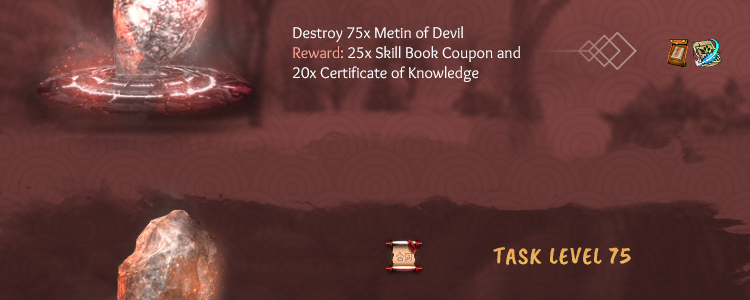 Destroy 75x Metin of Devil
Reward: 25x Skill Book Coupon and
20x Certificate of Knowledge
TASK LEVEL 75